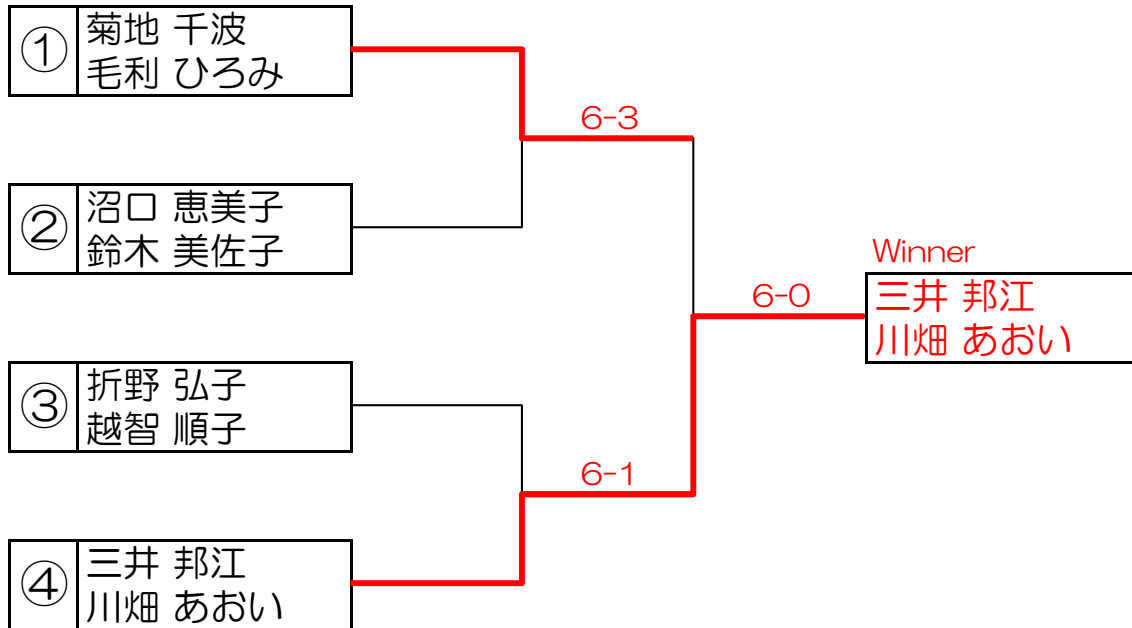 ① 菊地 千波
毛利 ひろみ
6-3
② 沼口 恵美子
鈴木 美佐子
Winner
6-0 三井 邦江
川畑 あおい
③ 折野 弘子
越智 順子
6-1
④ 三井 邦江
川畑 あおい